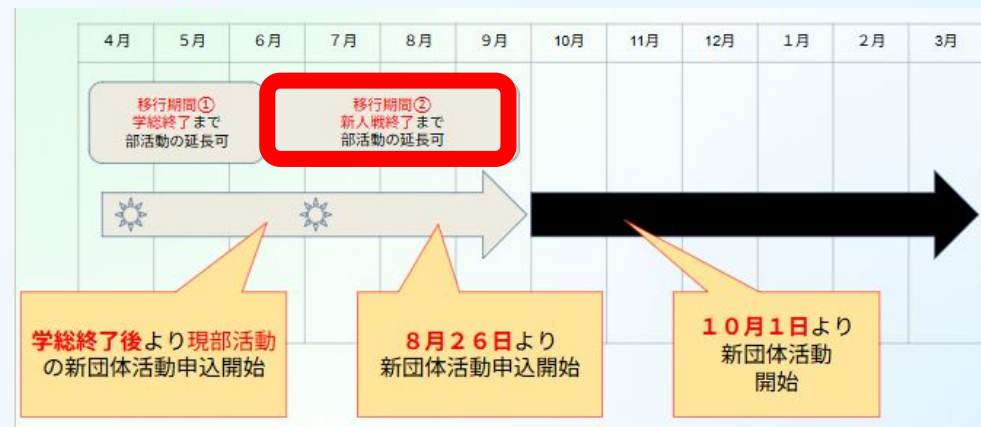 4月 5月 6月 7月 8月 9月 10月 11月 12月 1月 2月 3月
移行期間①
学総終了まで
部活動の延長可
移行期間②
新人戦終了まで
部活動の延長可
学総終了後より現部活動
の新団体活動申込開始
8月26日より
新団体活動申込開始
10月1日より
新団体活動
開始